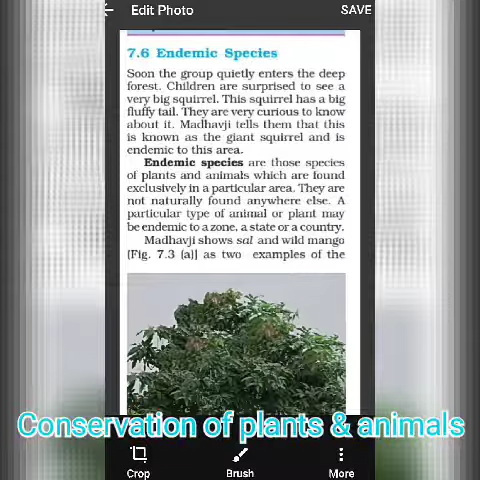 Edit Photo
SAVE
7.6 Endemic Species
Soon the group quietly enters the deep
forest. Children are surprised to see a
very big squirrel. This squirrel has a big
fluffy tail. They are very curious to know
about it. Madhavji tells them that this
is known as the giant squirrel and is
endemic to this area.
Endemic species are those species
of plants and animals which are found
exclusively in a particular area. They are
not naturally found anywhere else. A
particular type of animal or plant may
be endemic to a zone, a state or a country.
Madhavji shows sal and wild mango
[Fig. 7.3 (a)] as two examples of the
Conservation of plants & animals
Crop
Brush
More